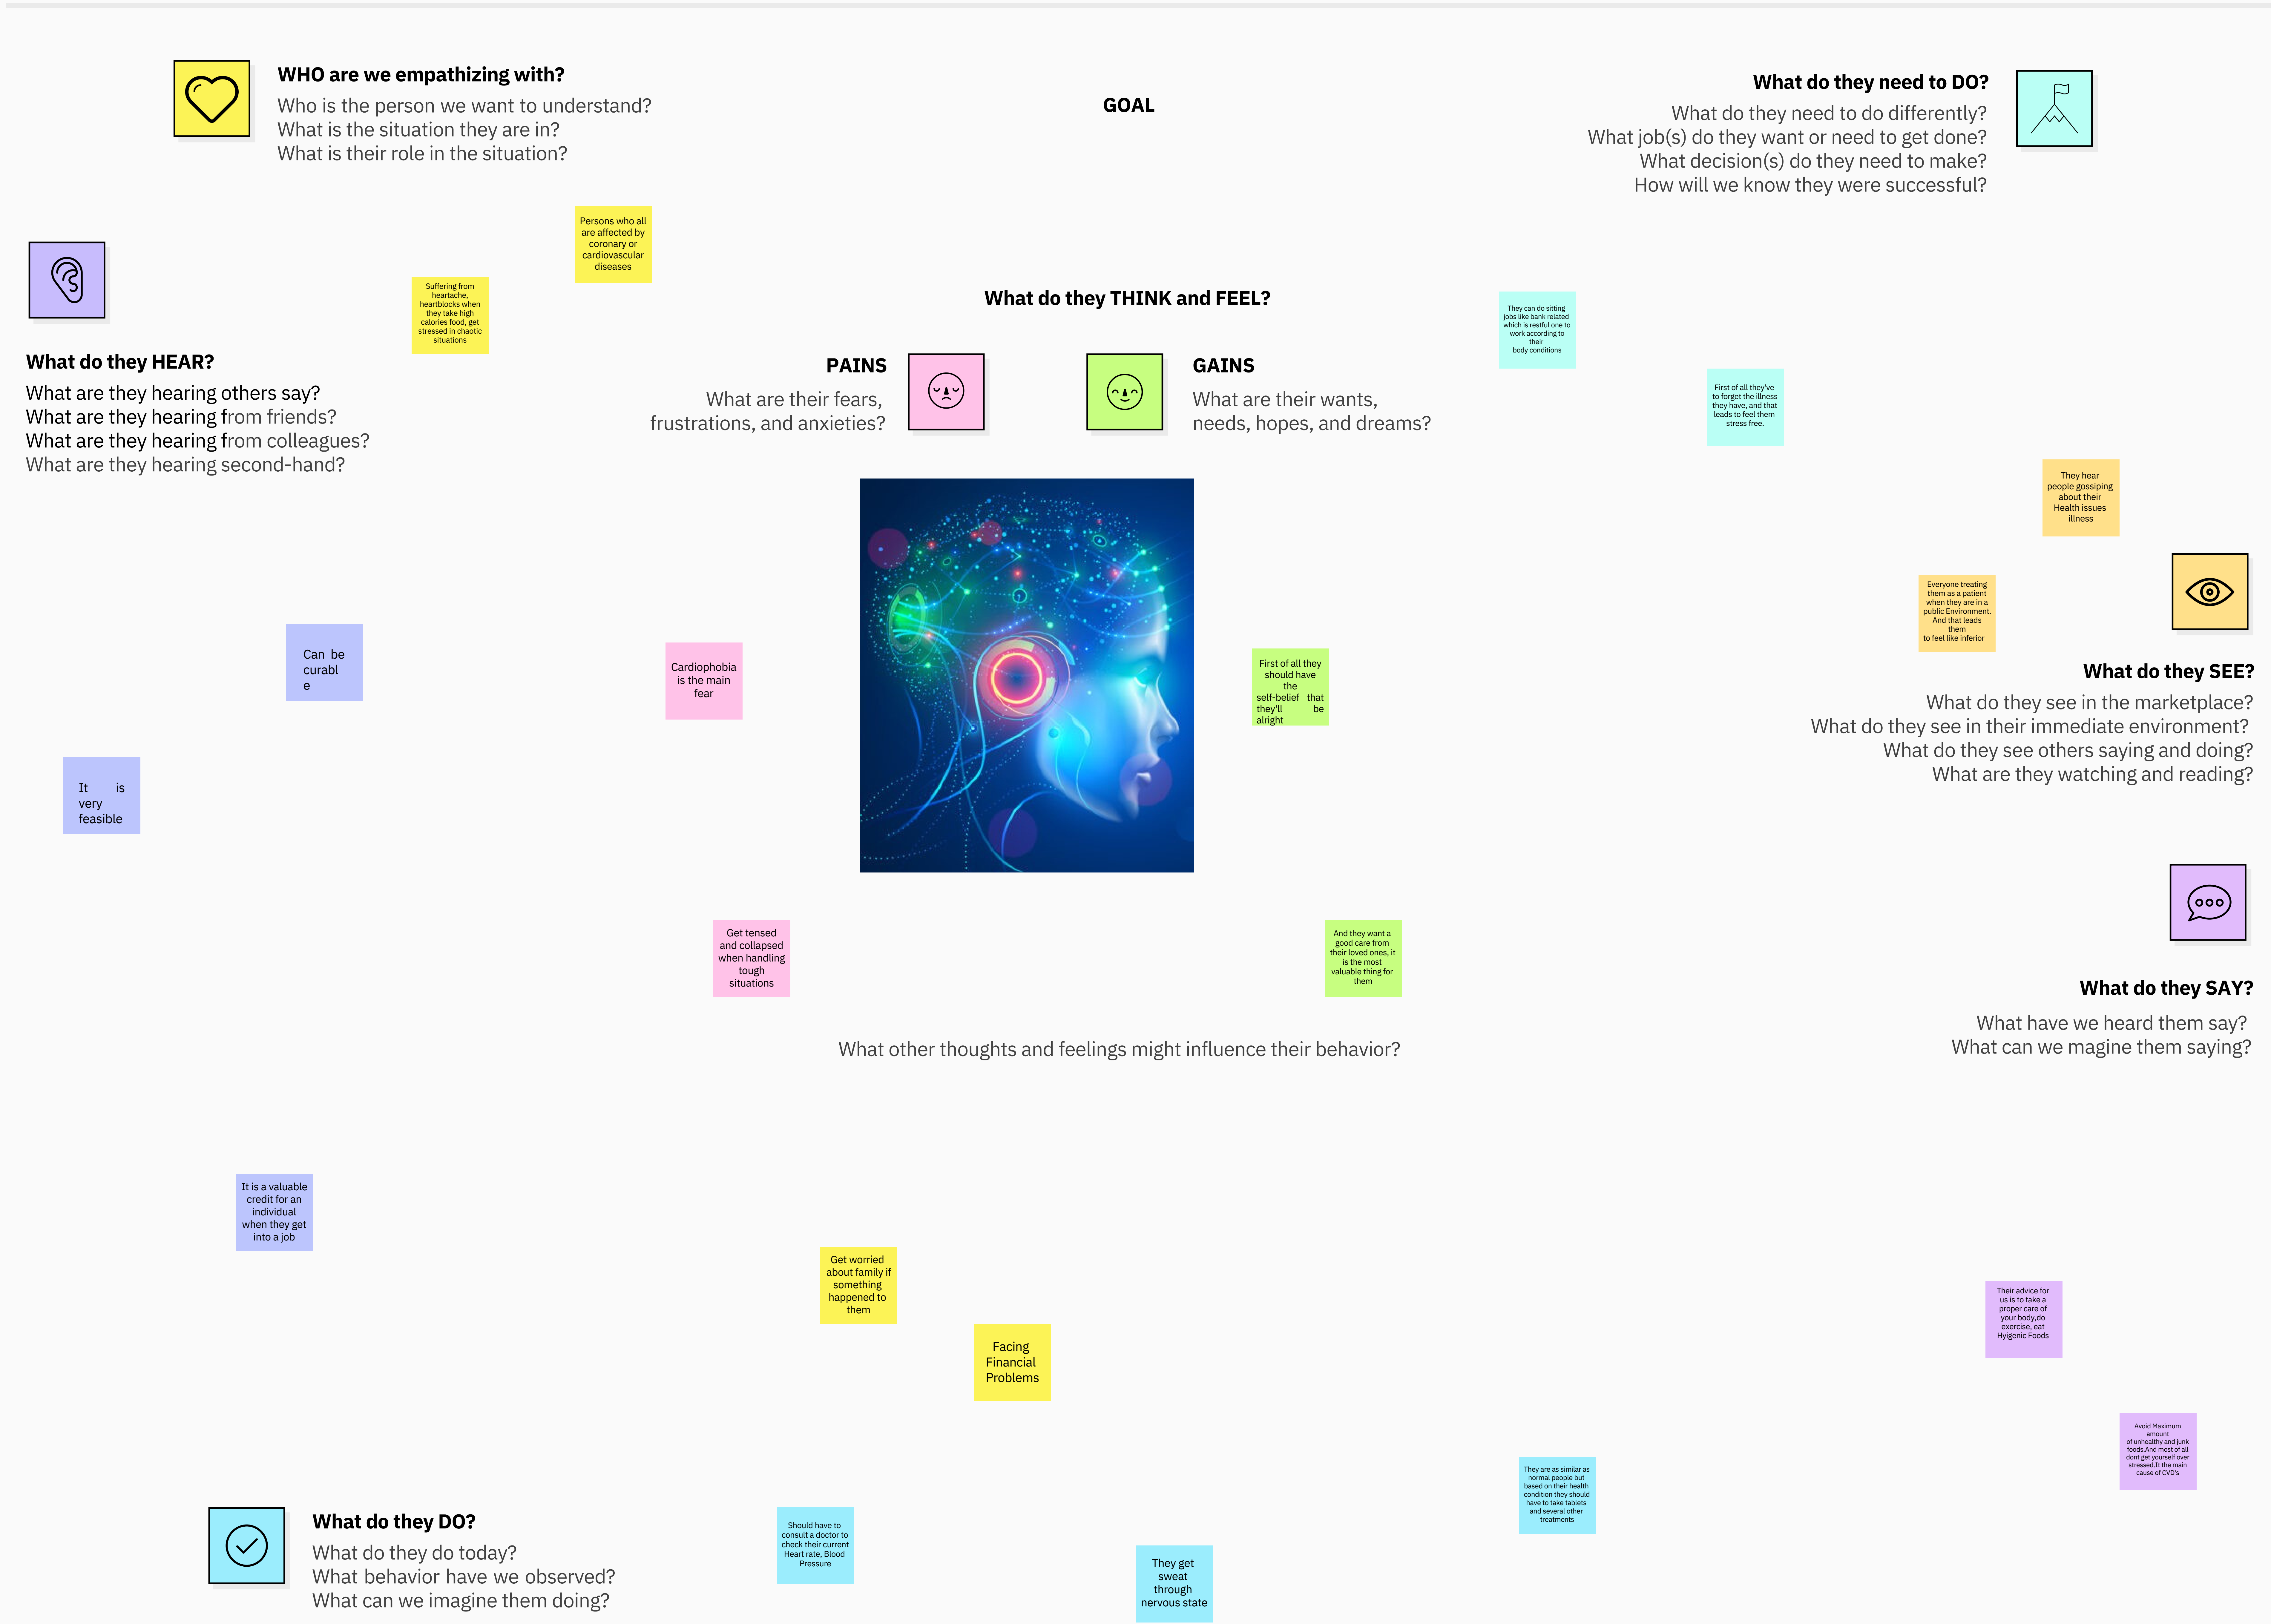 WHO are we empathizing with?
Who is the person we want to understand?
What is the situation they are in?
What is their role in the situation?
GOAL
What do they need to DO?
What do they need to do differently?
What job(s) do they want or need to get done?
What decision(s) do they need to make?
How will we know they were successful?
Persons who all
are affected by
coronary or
cardiovascular
diseases
Suffering from
heartache,
heartblocks when
they take high
calories food, get
stressed in chaotic
situations
What do they HEAR?
What are they hearing others say?
What are they hearing from friends?
What are they hearing from colleagues?
What are they hearing second-hand?
What do they THINK and FEEL?
PAINS
What are their fears,
frustrations, and anxieties?
GAINS
What are their wants,
needs, hopes, and dreams?
They can do sitting
jobs like bank related
which is restful one to
work according to
their
body conditions
First of all they've
to forget the illness
they have, and that
leads to feel them
stress free.
They hear
people gossiping
about their
Health issues
illness
Everyone treating
them as a patient
when they are in a
public Environment.
And that leads
them
to feel like inferior
What do they SEE?
What do they see in the marketplace?
What do they see in their immediate environment?
What do they see others saying and doing?
What are they watching and reading?
Can be
curabl
e
It is
very
feasible
Cardiophobia
is the main
fear
First of all they
should have
the
self-belief that
they'll be
alright
Get tensed
and collapsed
when handling
tough
situations
And they want a
good care from
their loved ones, it
is the most
valuable thing for
them
What do they SAY?
What have we heard them say?
What can we magine them saying?
What other thoughts and feelings might influence their behavior?
It is a valuable
credit for an
individual
when they get
into a job
Get worried
about family if
something
happened to
them
Facing
Financial
Problems
Their advice for
us is to take a
proper care of
your body,do
exercise, eat
Hyigenic Foods
Avoid Maximum
amount
of unhealthy and junk
foods.And most of all
dont get yourself over
stressed.It the main
cause of CVD's
What do they DO?
What do they do today?
What behavior have we observed?
What can we imagine them doing?
Should have to
consult a doctor to
check their current
Heart rate, Blood
Pressure
They get
sweat
through
nervous state
They are as similar as
normal people but
based on their health
condition they should
have to take tablets
and several other
treatments